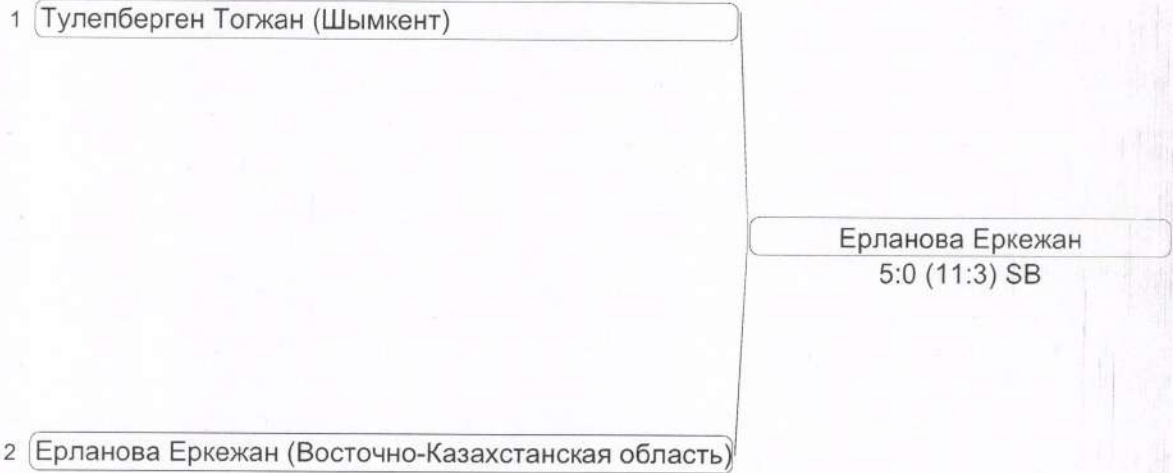 1 Тулепберген Тогжан (Шымкент)
Ерланова Еркежан
5:0 (11:3) SB
2 Ерланова Еркежан (Восточно-Казахстанская область)